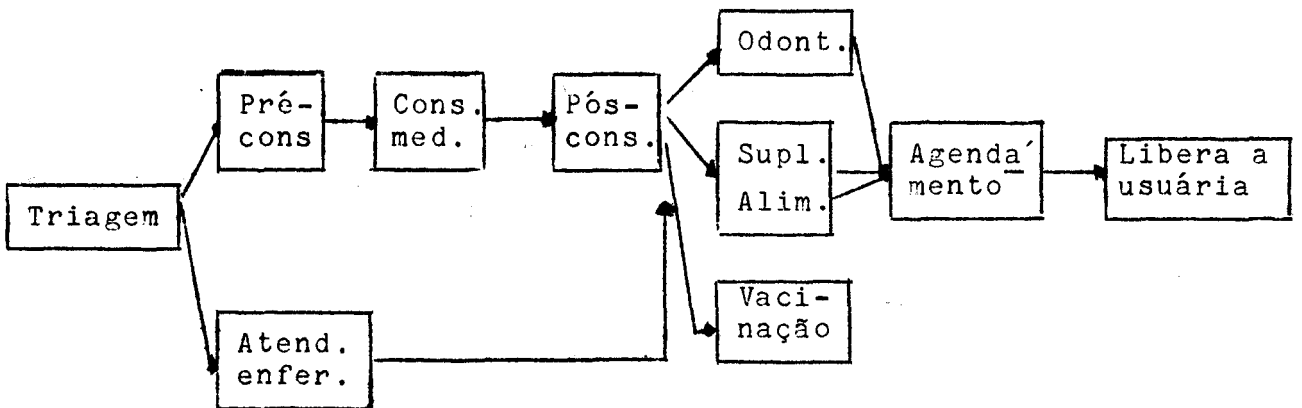 Triagem
Pré-
cons
Cons.
med.
Pós-
cons.
Atend.
enfer.
Odont.
Supl.
Alim.
Vaci-
nação
Agenda-
mento
Libera a
usuária